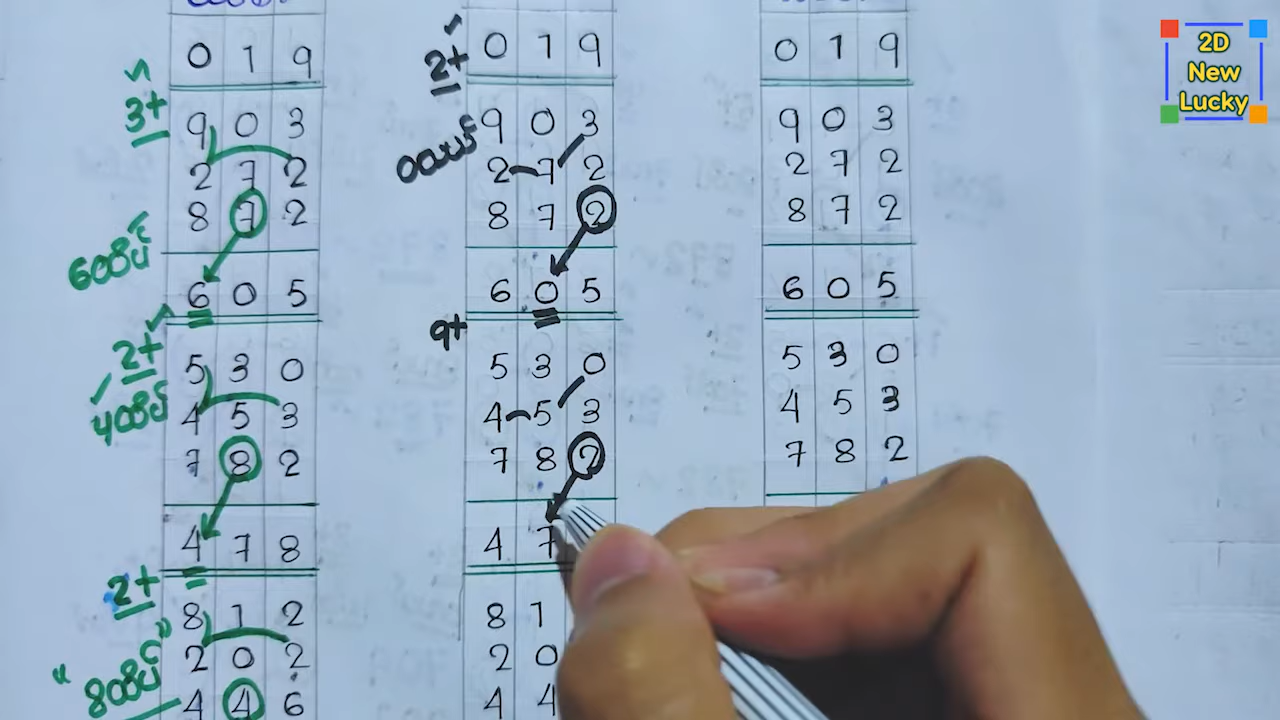 2D
New
Lucky
0 1 9
3+
9 0 3
2 7 2
8 7 2
6 0 5
2+
5 3 0
4 5 3
7 8 2
4 7 8
2+
8 1 2
2 0 2
4 4 6
2+
0 1 9
9 0 3
2 7 2
8 7 2
6 0 5
9+
5 3 0
4 5 3
7 8 2
4 7
8 1
2 0
4 4
0 1 9
9 0 3
2 7 2
8 7 2
6 0 5
5 3 0
4 5 3
7 8 2